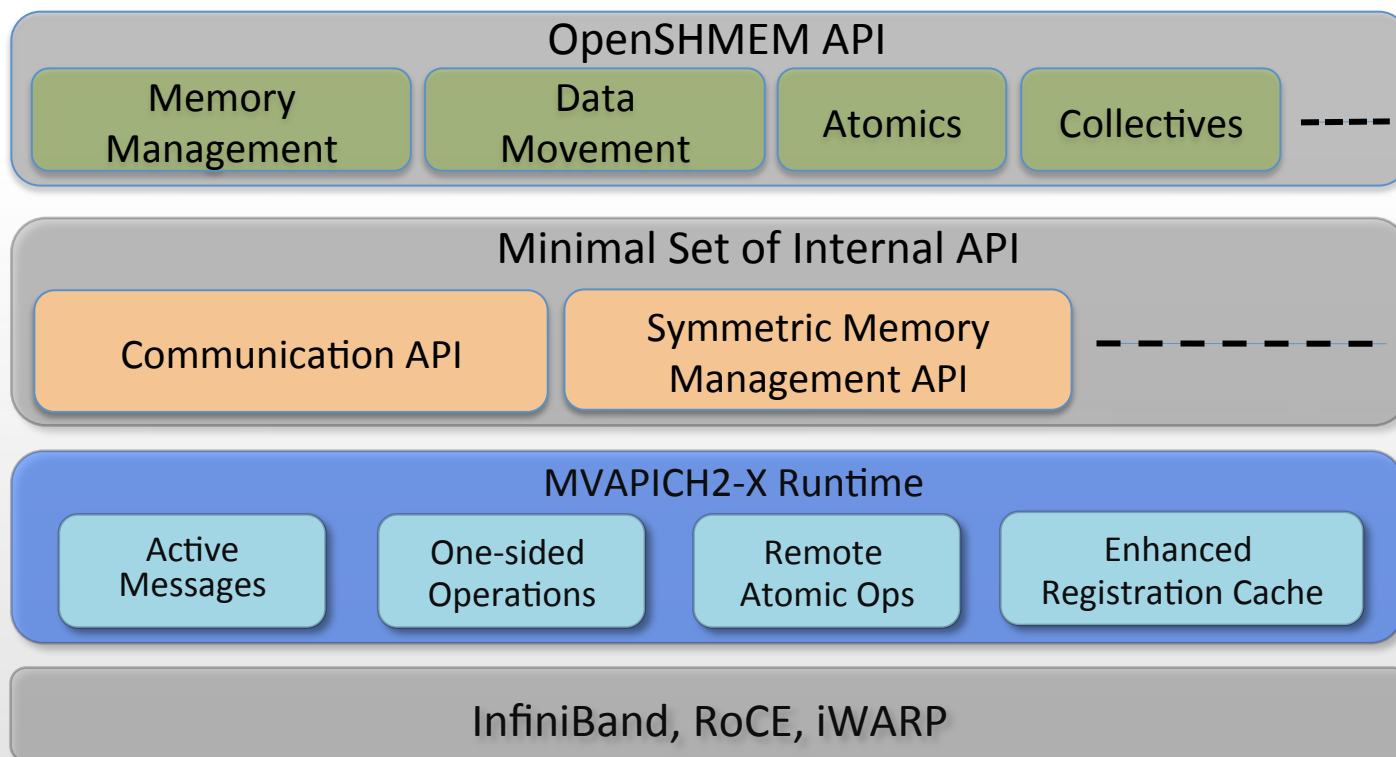 OpenSHMEM API
Memory
Management
Data
Movement
Atomics
Collectives
Minimal Set of Internal API
Communication API
Symmetric Memory
Management API
MVAPICH2-X Runtime
Active
Messages
One-sided
Operations
Remote
Atomic Ops
Enhanced
Registration Cache
InfiniBand, RoCE, iWARP